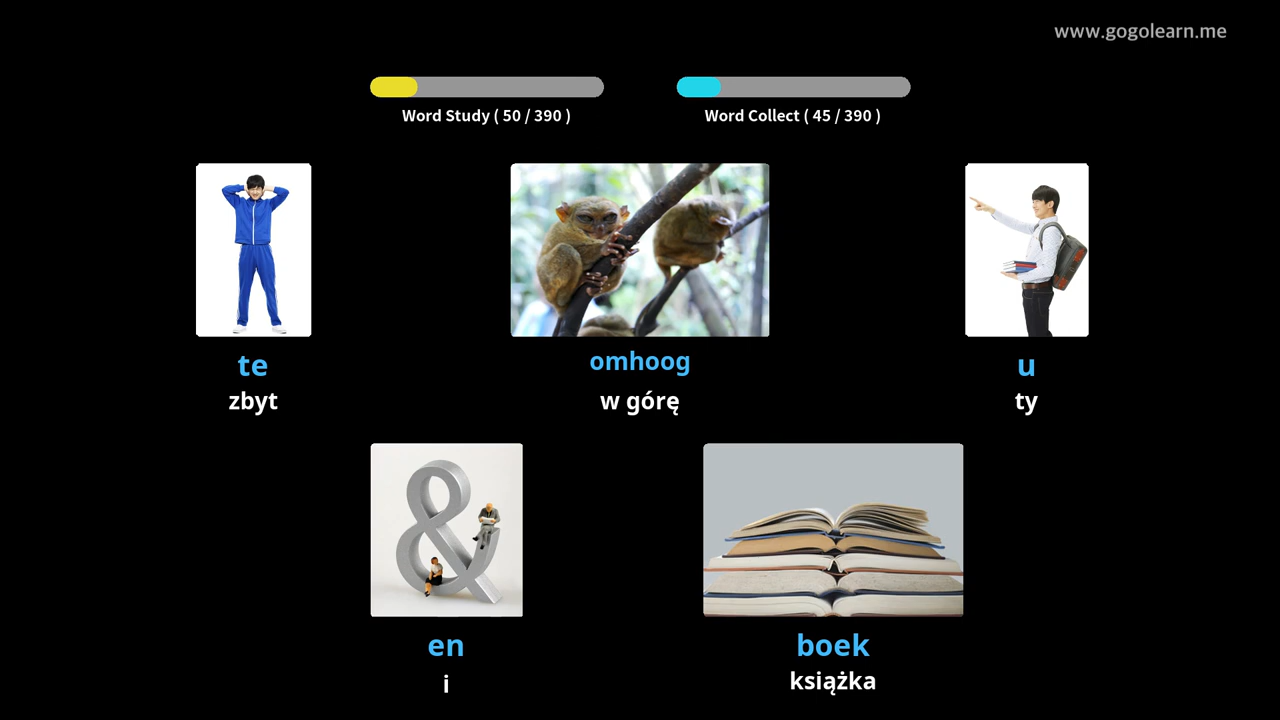 www.gogolearn.me
Word Study ( 50 / 390 )
Word Collect ( 45 / 390 )
te
zbyt
omhoog
w górę
u
ty
en
i
boek
książka